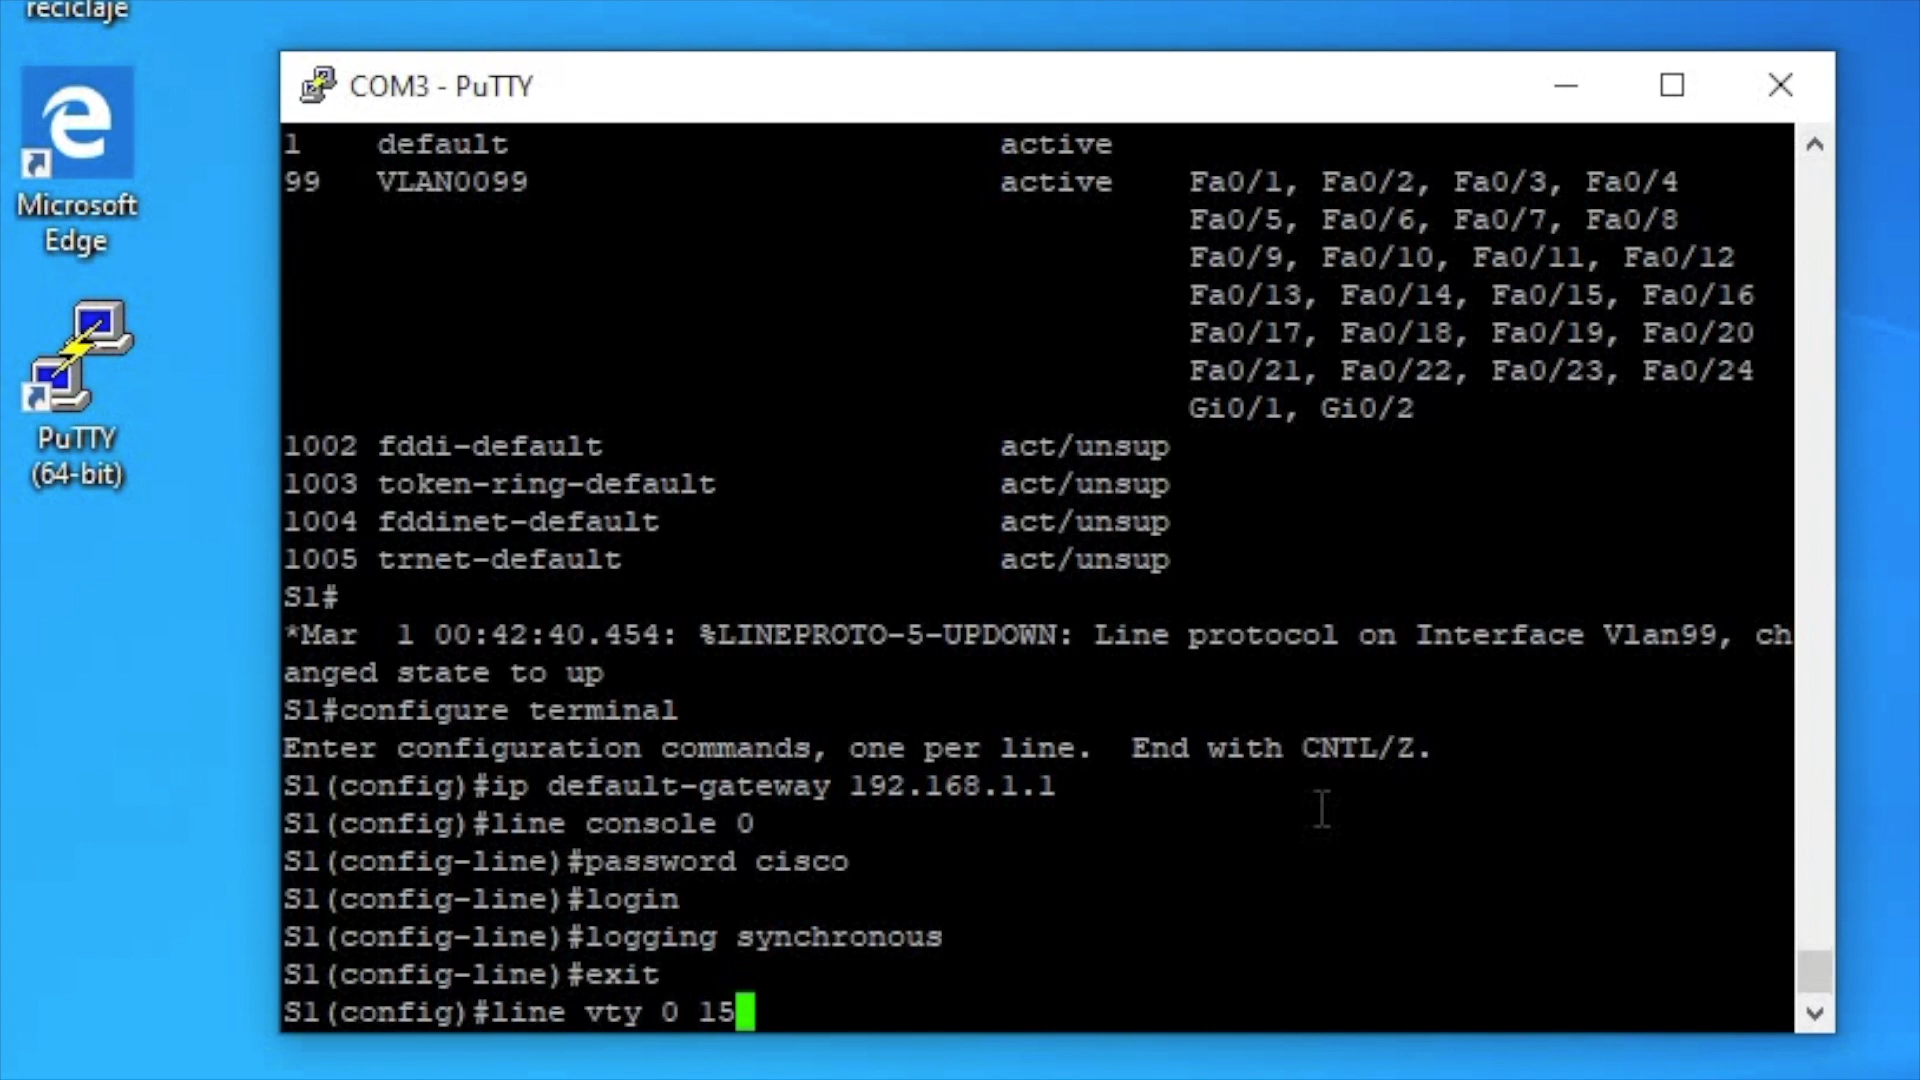 reciclaje
Microsoft
Edge
PuTTY
(64-bit)
COM3 - PuTTY
1    default                          active
99   VLAN0099                         active    Fa0/1, Fa0/2, Fa0/3, Fa0/4
Fa0/5, Fa0/6, Fa0/7, Fa0/8
Fa0/9, Fa0/10, Fa0/11, Fa0/12
Fa0/13, Fa0/14, Fa0/15, Fa0/16
Fa0/17, Fa0/18, Fa0/19, Fa0/20
Fa0/21, Fa0/22, Fa0/23, Fa0/24
Gi0/1, Gi0/2
1002 fddi-default                     act/unsup
1003 token-ring-default               act/unsup
1004 fddinet-default                  act/unsup
1005 trnet-default                    act/unsup
S1#
*Mar  1 00:42:40.454: %LINEPROTO-5-UPDOWN: Line protocol on Interface Vlan99, ch
anged state to up
S1#configure terminal
Enter configuration commands, one per line.  End with CNTL/Z.
S1(config)#ip default-gateway 192.168.1.1
S1(config)#line console 0
S1(config-line)#password cisco
S1(config-line)#login
S1(config-line)#logging synchronous
S1(config-line)#exit
S1(config)#line vty 0 15